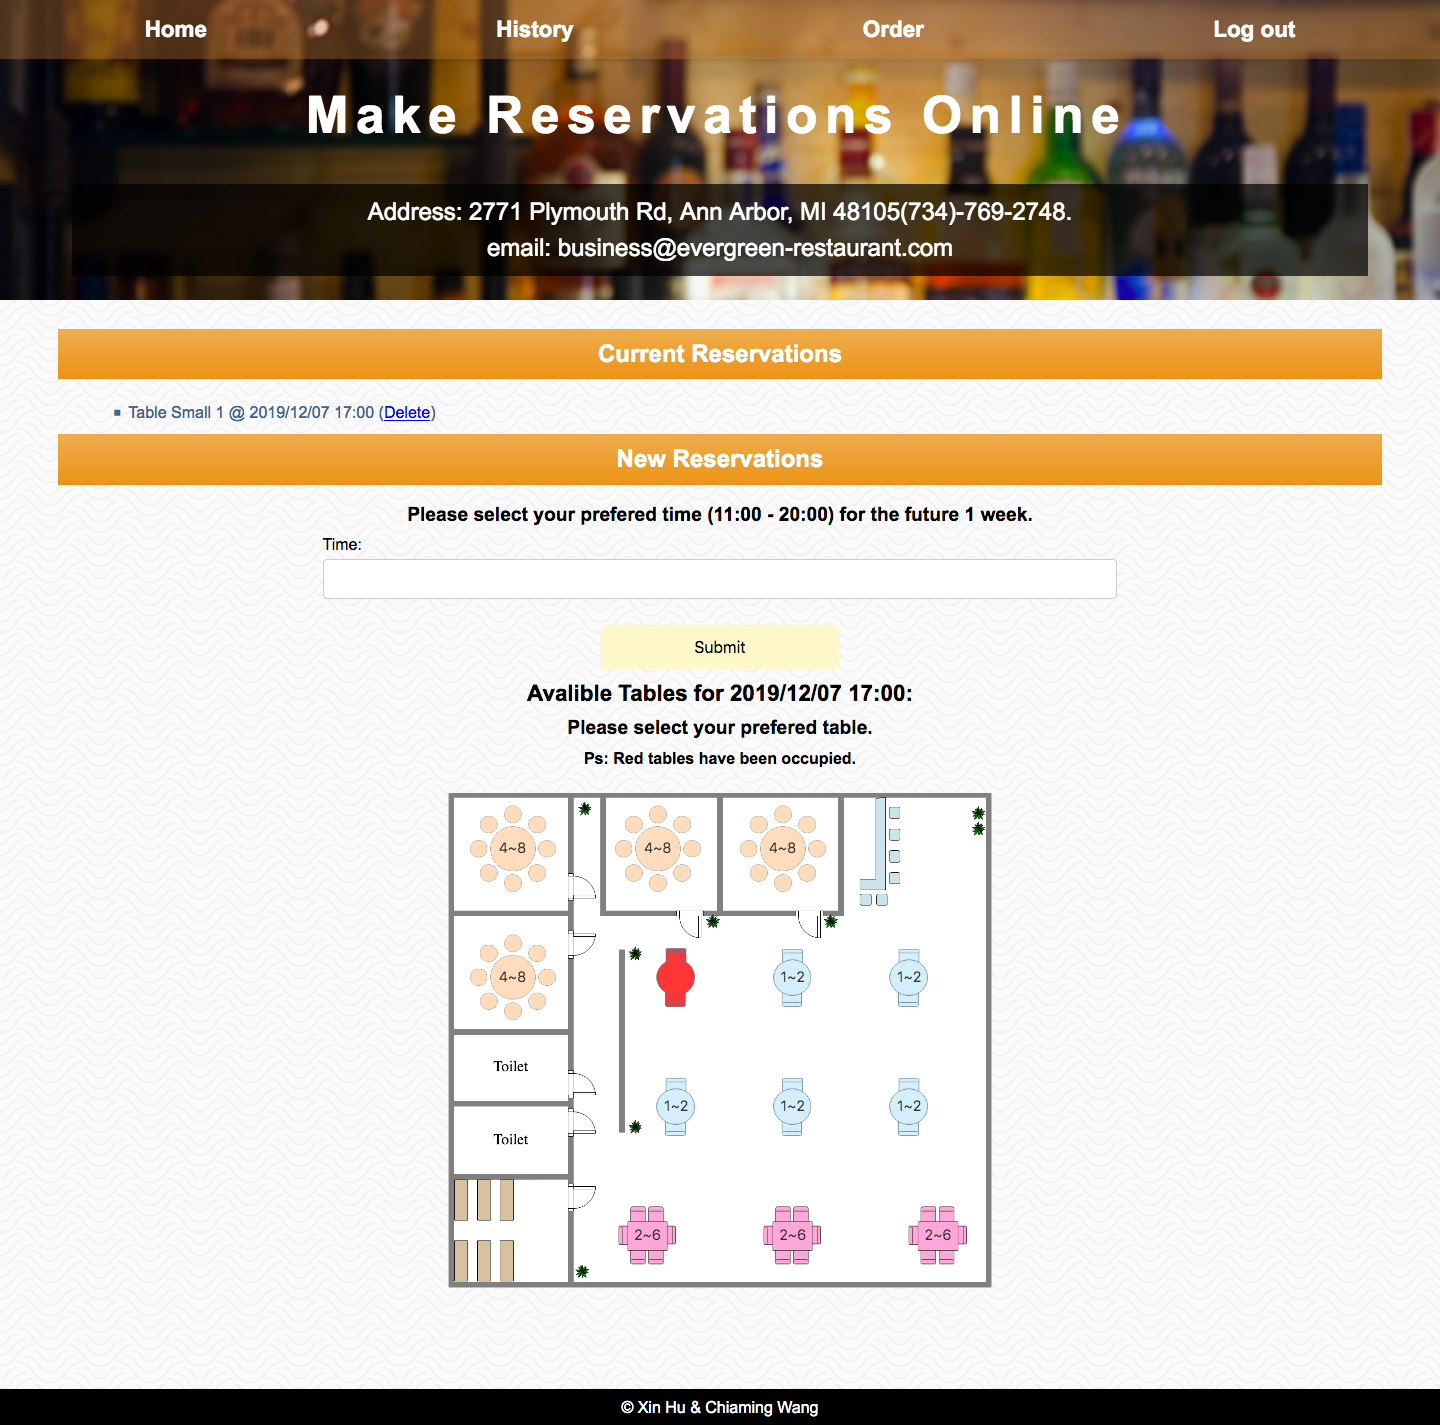 Home History Order Log out
Make Reservations Online
Address: 2771 Plymouth Rd, Ann Arbor, MI 48105(734)-769-2748.
email: business@evergreen-restaurant.com
Current Reservations
Table Small 1 @ 2019/12/07 17:00 (Delete)
New Reservations
Please select your prefered time (11:00 - 20:00) for the future 1 week.
Time:
Submit
Avalible Tables for 2019/12/07 17:00:
Please select your prefered table.
Ps: Red tables have been occupied.
4~8 4~8 4~8
4~8 1~2 1~2
Toilet
1~2 1~2 1~2
Toilet
2~6 2~6 2~6
© Xin Hu & Chiaming Wang